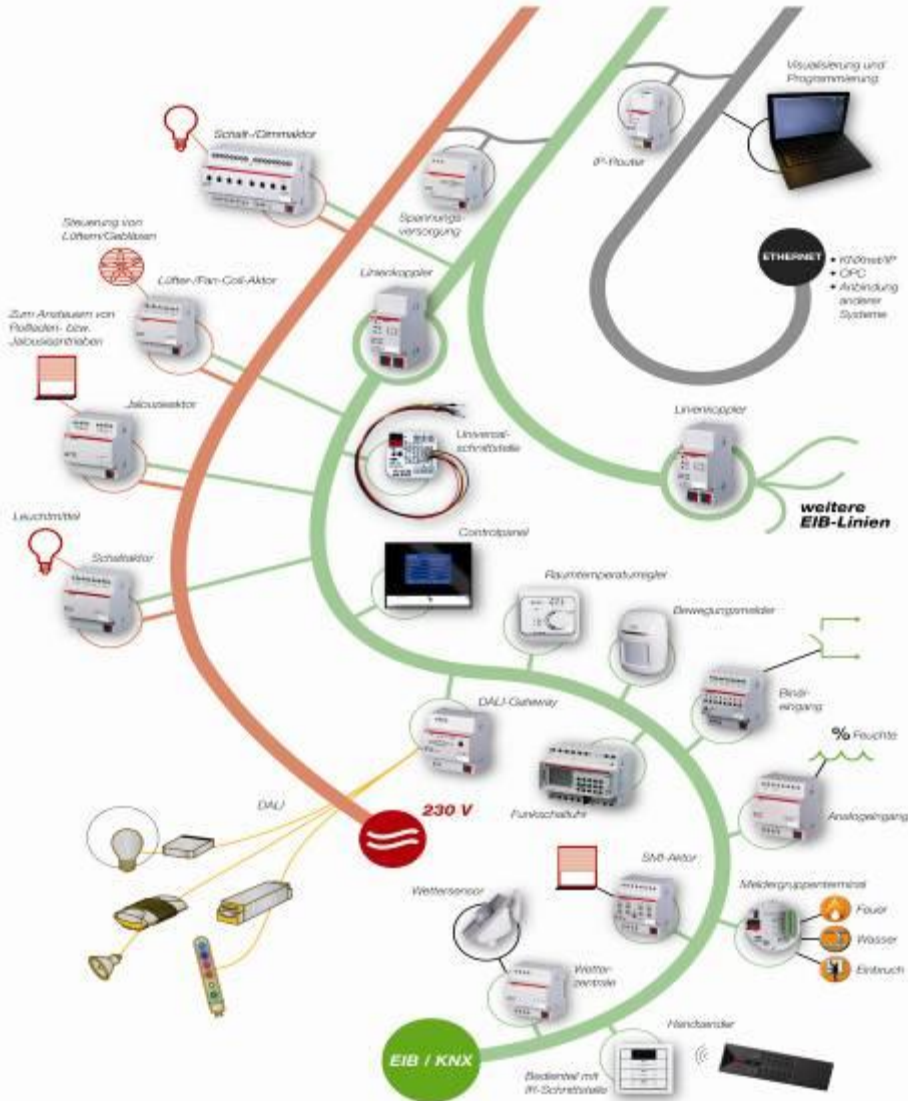 Visualisierung und
Programmierung
Schalt-/Dimmaktor
IP-Router
Spannungs-
versorgung
Steuerung von
Lüftern/Gebläsen
ETHERNET
• KNXnet/IP
• OPC
• Anbindung
anderer
Systeme
Lüfter-/Fan-Coil-Aktor
Linienkoppler
Zum Ansteuern von
Rollladen- bzw.
Jalousieantrieben
Jalousieaktor
Linienkoppler
Universal-
schnittstelle
weitere
EIB-Linien
Leuchtmittel
Schaltaktor
Controlpanel
Raumtemperaturregler
Bewegungsmelder
Binär-
eingang
DALI-Gateway
% Feuchte
DALI
230 V
Funkschaltuhr
Analogeingang
SMI-Aktor
Wettersensor
Meldergruppenterminal
Feuer
Wasser
Einbruch
Wetter-
zentrale
Handsender
EIB / KNX
Bedienteil mit
IR-Schnittstelle